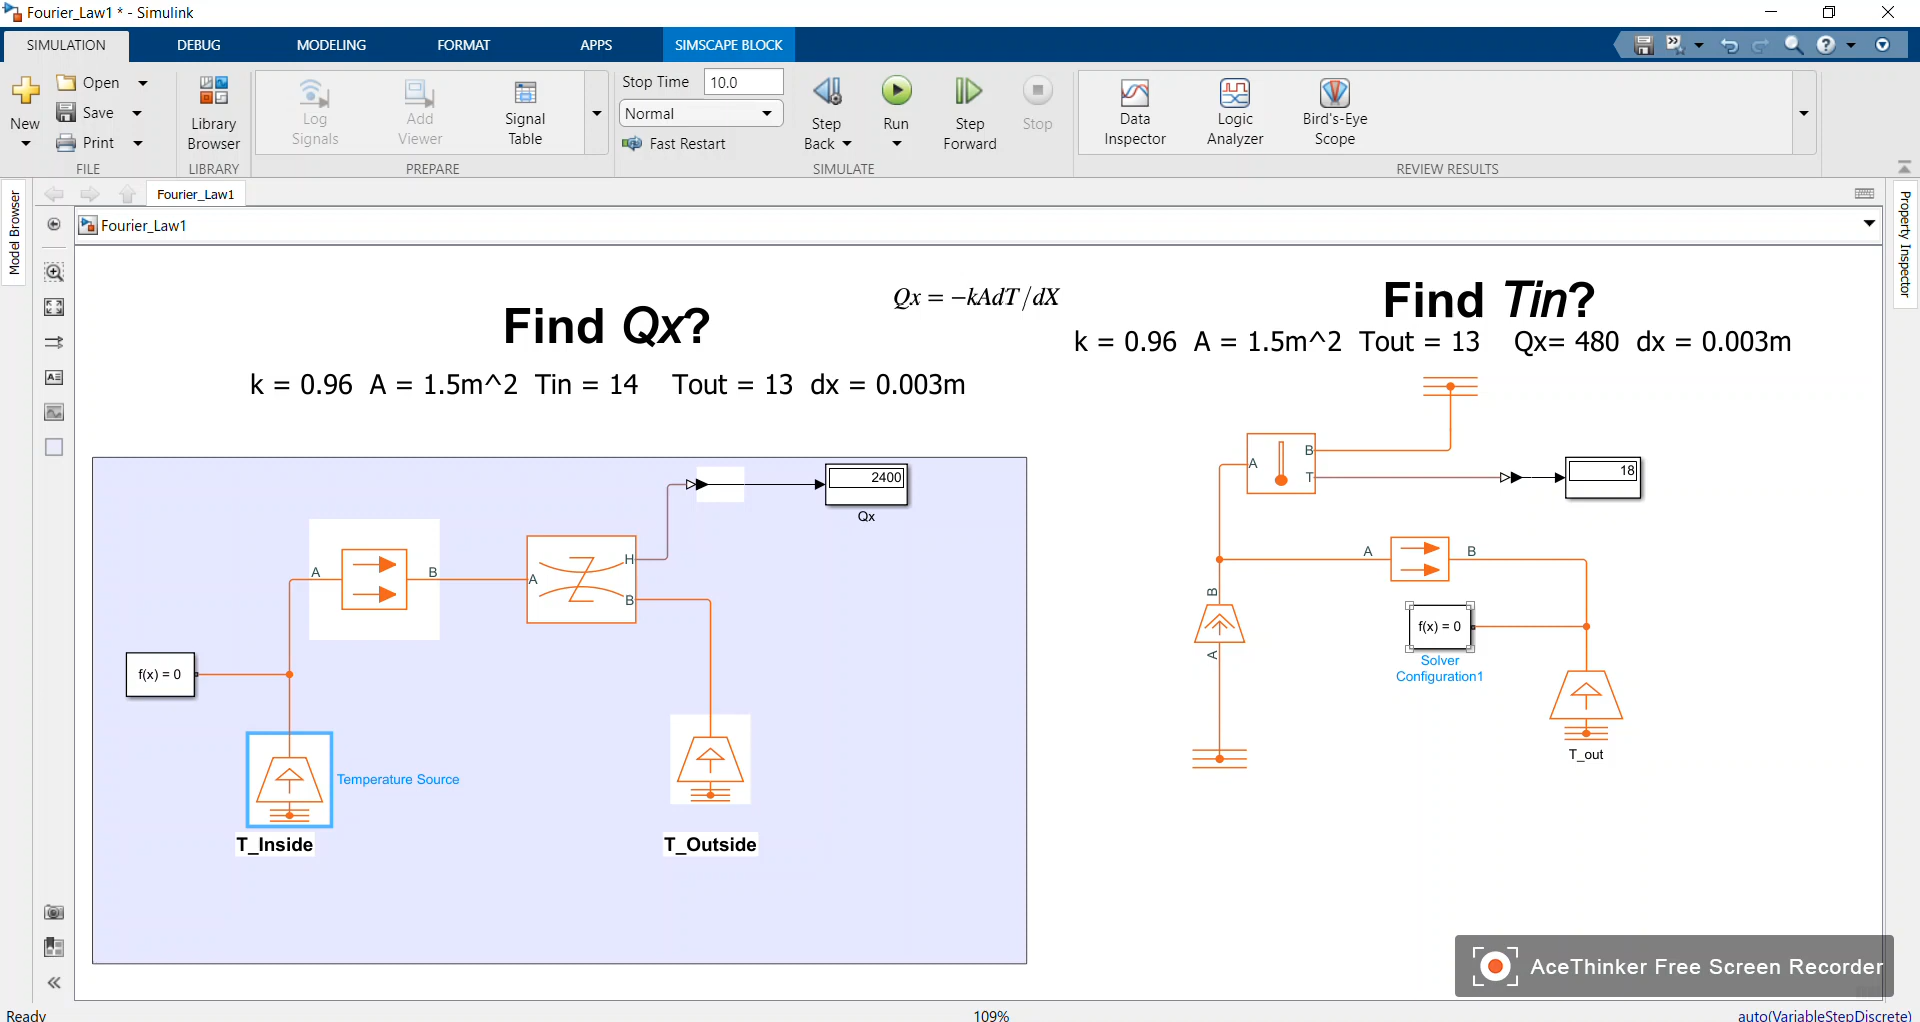 Fourier_Law1 * - Simulink
SIMULATION DEBUG MODELING FORMAT APPS SIMSCAPE BLOCK
New
Open
Save
Print
FILE
Library
Browser
LIBRARY
Log
Signals
Add
Viewer
Signal
Table
PREPARE
Stop Time 10.0
Normal
Fast Restart
Step
Back
Run
Step
Forward
Stop
SIMULATE
Data
Inspector
Logic
Analyzer
Bird's-Eye
Scope
REVIEW RESULTS
Model Browser
Property Inspector
Fourier_Law1
Fourier_Law1
Find Qx?
k = 0.96 A = 1.5m^2 Tin = 14 Tout = 13 dx = 0.003m
Qx = −kAdT/dX
Find Tin?
k = 0.96 A = 1.5m^2 Tout = 13 Qx= 480 dx = 0.003m
2400
Qx
A B
A H B
f(x) = 0
Temperature Source
T_Inside
T_Outside
A B T
18
A B
B
A
f(x) = 0
Solver
Configuration1
T_out
AceThinker Free Screen Recorder
Ready 109% auto(VariableStepDiscrete)